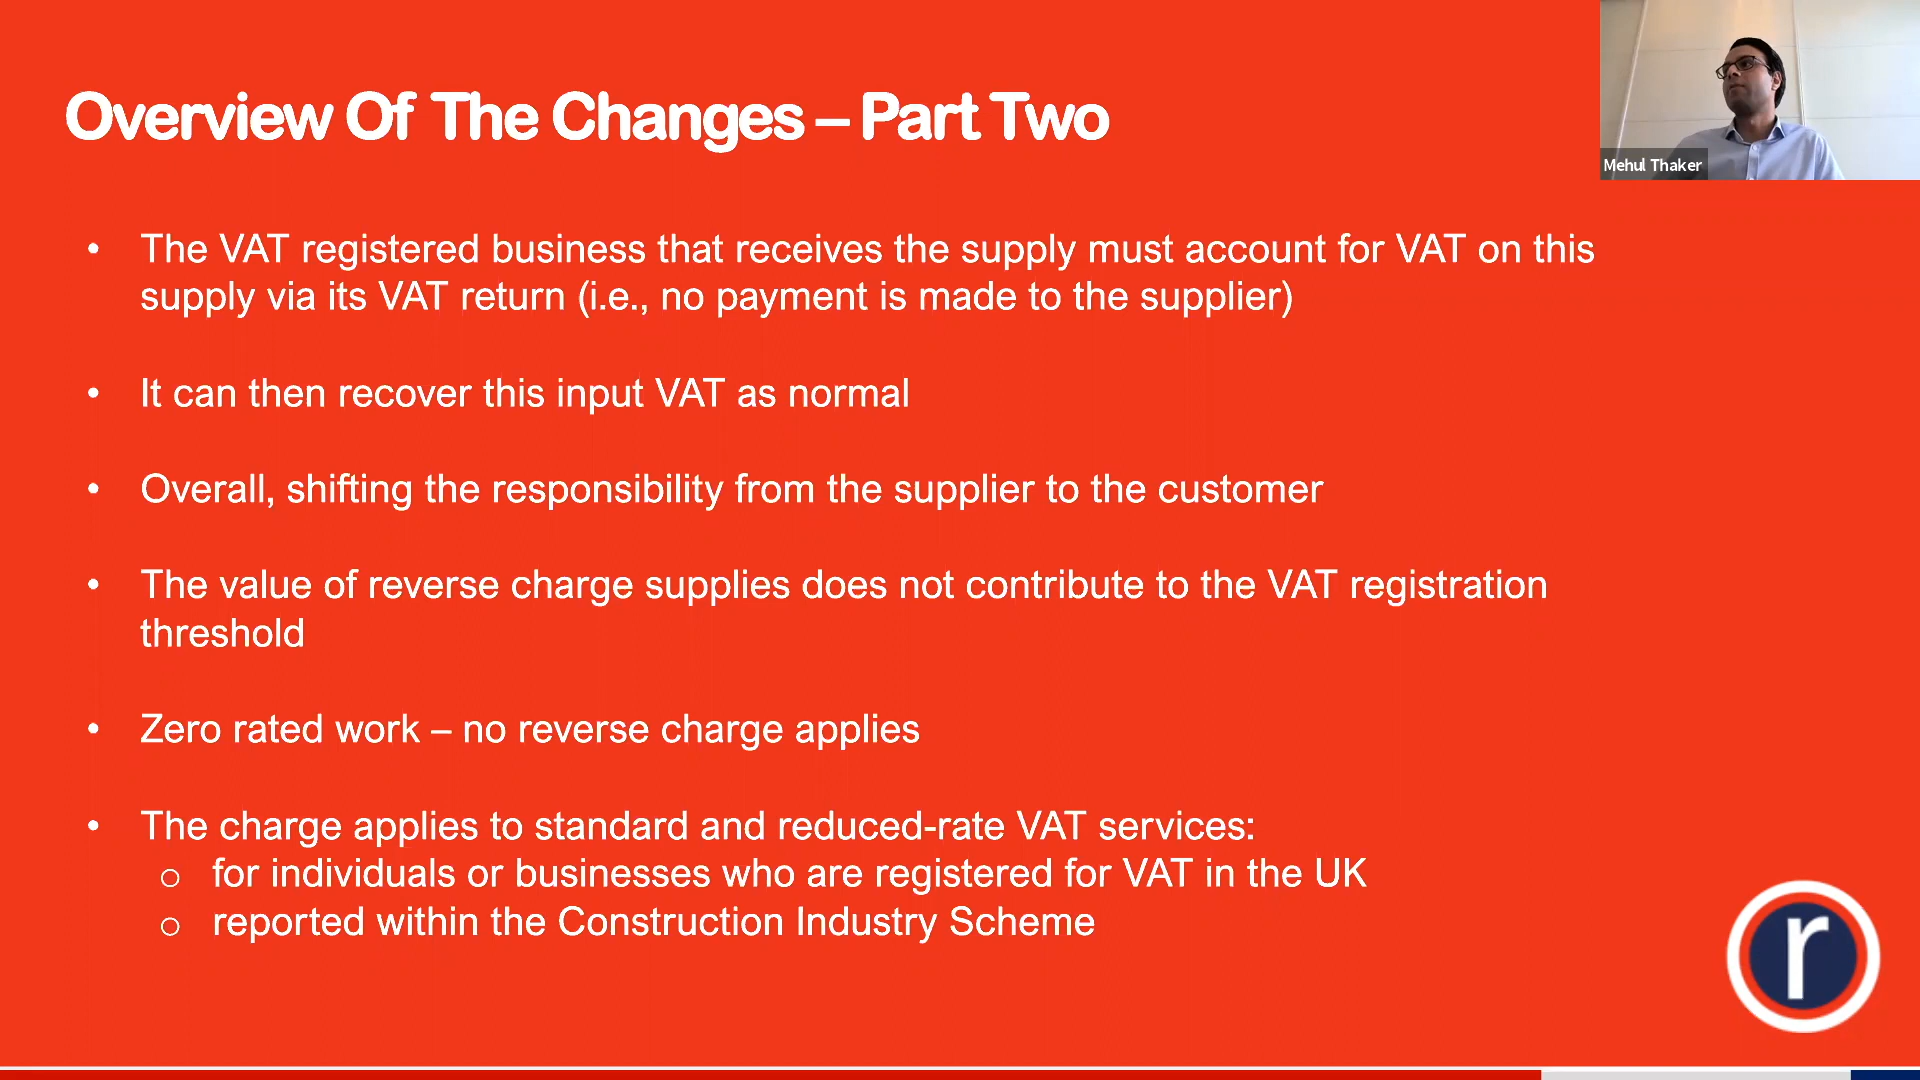 Overview Of The Changes – Part Two
Mehul Thaker
• The VAT registered business that receives the supply must account for VAT on this
supply via its VAT return (i.e., no payment is made to the supplier)
• It can then recover this input VAT as normal
• Overall, shifting the responsibility from the supplier to the customer
• The value of reverse charge supplies does not contribute to the VAT registration
threshold
• Zero rated work – no reverse charge applies
• The charge applies to standard and reduced-rate VAT services:
o for individuals or businesses who are registered for VAT in the UK
o reported within the Construction Industry Scheme
r